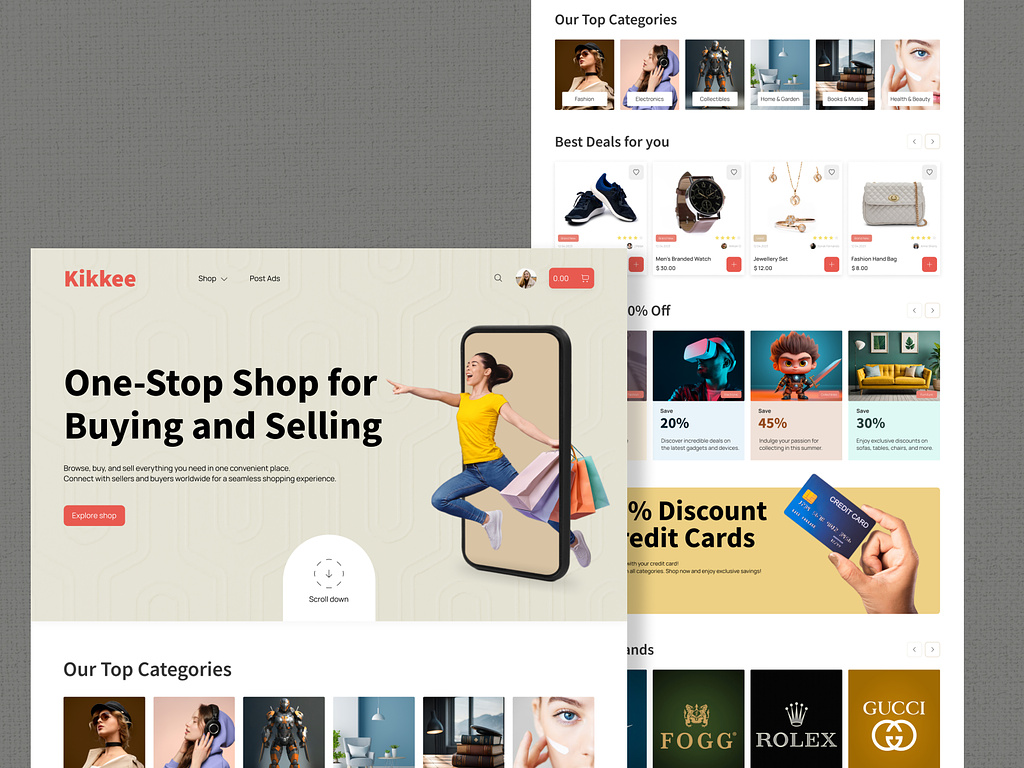 Our Top Categories
Fashion
Electronics
Collectibles
Home & Garden
Books & Music
Health & Beauty
Best Deals for you
Men's Branded Watch
$ 30.00
Jewellery Set
$ 12.00
Fashion Hand Bag
$ 8.00
0% Off
Save
20%
Discover incredible deals on
the latest gadgets and devices.
Save
45%
Indulge your passion for
collecting in this summer.
Save
30%
Enjoy exclusive discounts on
sofas, tables, chairs, and more.
% Discount
redit Cards
with your credit card!
all categories. Shop now and enjoy exclusive savings!
CREDIT CARD
ands
FOGG
ROLEX
GUCCI
Kikkee
Shop
Post Ads
0.00
One-Stop Shop for
Buying and Selling
Browse, buy, and sell everything you need in one convenient place.
Connect with sellers and buyers worldwide for a seamless shopping experience.
Explore shop
Scroll down
Our Top Categories